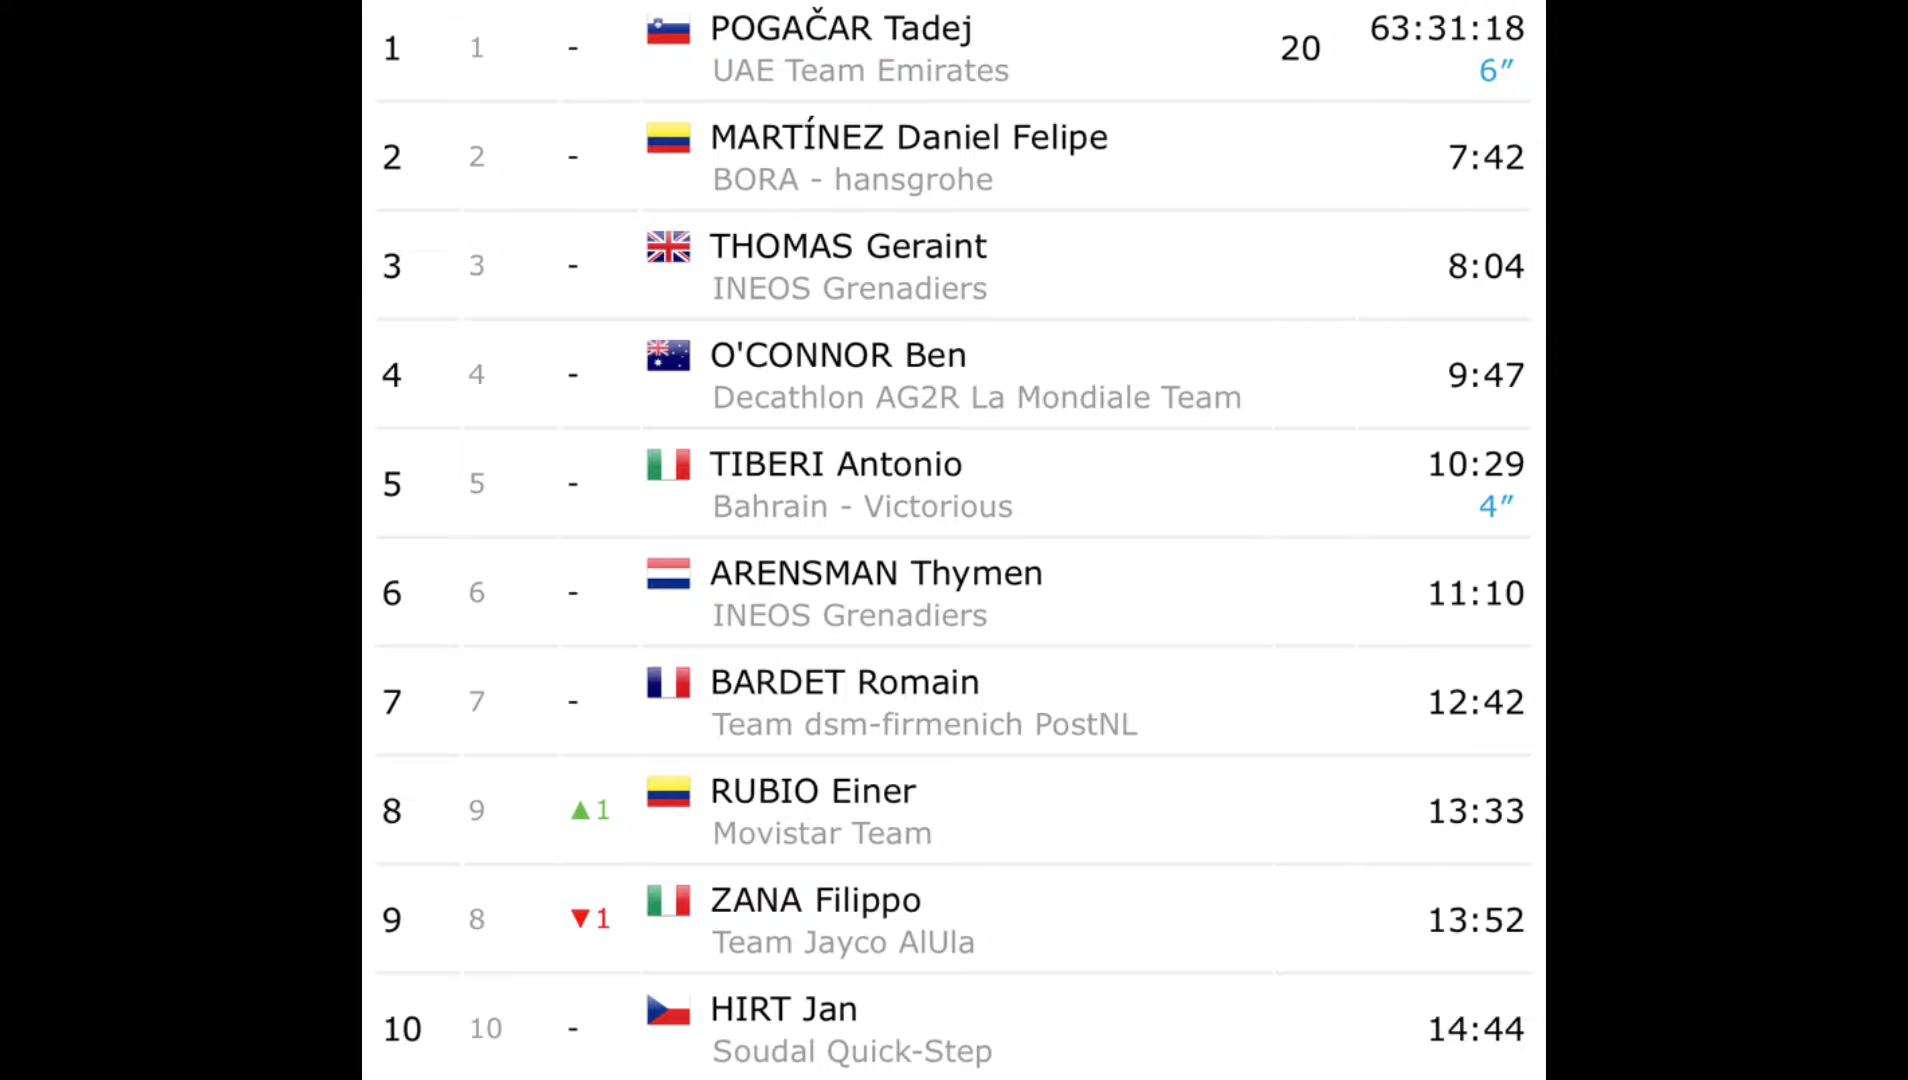 1 1 - POGAČAR Tadej 20 63:31:18
UAE Team Emirates 6″
2 2 - MARTÍNEZ Daniel Felipe 7:42
BORA - hansgrohe
3 3 - THOMAS Geraint 8:04
INEOS Grenadiers
4 4 - O'CONNOR Ben 9:47
Decathlon AG2R La Mondiale Team
5 5 - TIBERI Antonio 10:29
Bahrain - Victorious 4″
6 6 - ARENSMAN Thymen 11:10
INEOS Grenadiers
7 7 - BARDET Romain 12:42
Team dsm-firmenich PostNL
8 9 ▲1 RUBIO Einer 13:33
Movistar Team
9 8 ▼1 ZANA Filippo 13:52
Team Jayco AlUla
10 10 - HIRT Jan 14:44
Soudal Quick-Step